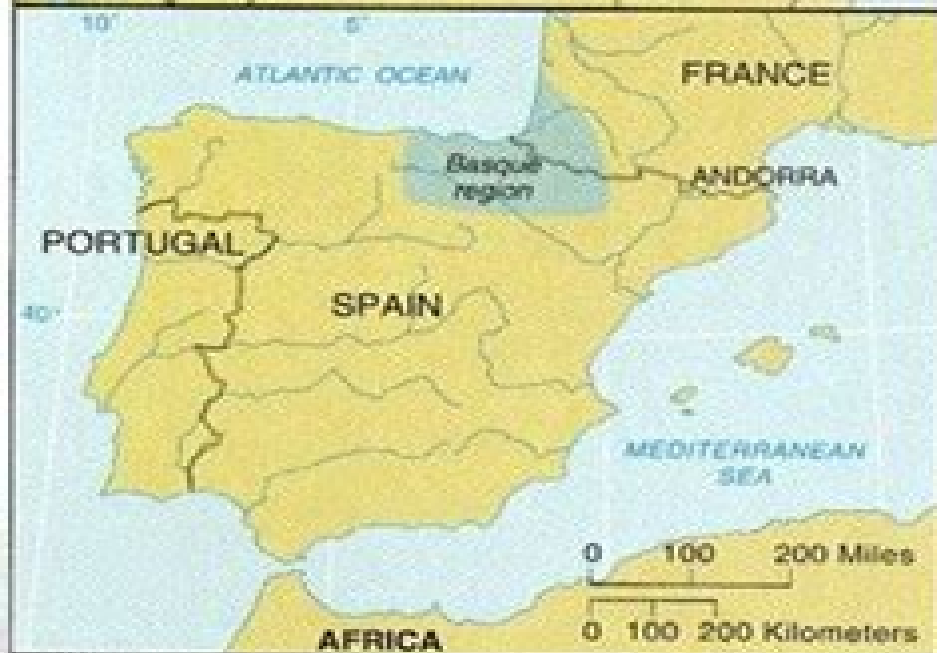 10°
5°
ATLANTIC OCEAN
FRANCE
Basque
region
ANDORRA
PORTUGAL
40°
SPAIN
40°
MEDITERRANEAN
SEA
0 100 200 Miles
0 100 200 Kilometers
AFRICA